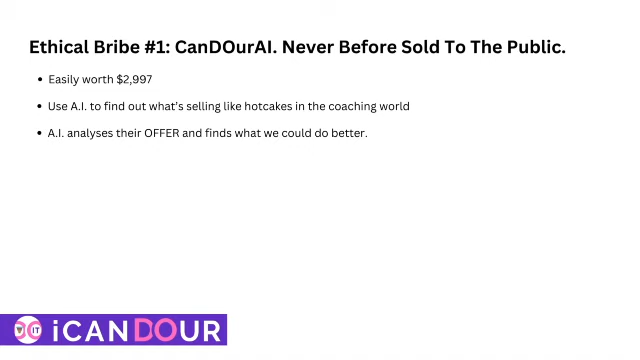 Ethical Bribe #1: CanDOurAI. Never Before Sold To The Public.
Easily worth $2,997
Use A.I. to find out what's selling like hotcakes in the coaching world
A.I. analyses their OFFER and finds what we could do better.
IT iCANDOUR